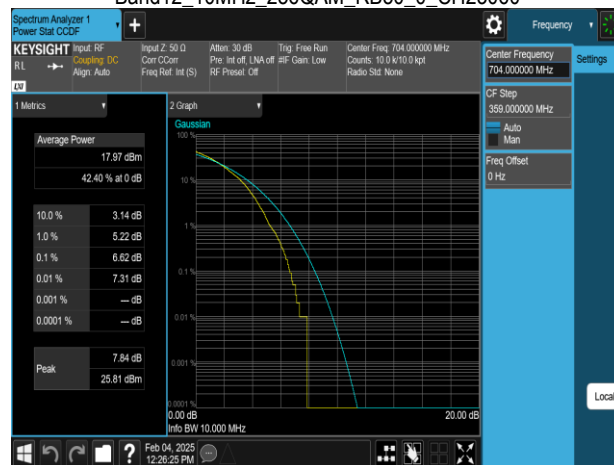 Spectrum Analyzer 1
Power Stat CCDF
+
Frequency
KEYSIGHT
RL
LXI
Input: RF
Coupling: DC
Align: Auto
Input Z: 50 Ω
Corr CCorr
Freq Ref: Int (S)
Atten: 30 dB
Pre: Int off, LNA off
RF Presel: Off
Trig: Free Run
#IF Gain: Low
Center Freq: 704.000000 MHz
Counts: 10.0 k/10.0 kpt
Radio Std: None
Center Frequency
704.000000 MHz
Settings
CF Step
359.000000 MHz
Auto
Man
Freq Offset
0 Hz
Local
1 Metrics
Average Power
17.97 dBm
42.40 % at 0 dB
10.0 % 3.14 dB
1.0 % 5.22 dB
0.1 % 6.62 dB
0.01 % 7.31 dB
0.001 % --- dB
0.0001 % --- dB
Peak
7.84 dB
25.81 dBm
2 Graph
Gaussian
100 %
10 %
1 %
0.1 %
0.01 %
0.001 %
0.0001 %
0.00 dB
20.00 dB
Info BW 10.000 MHz
?
Feb 04, 2025
12:26:25 PM